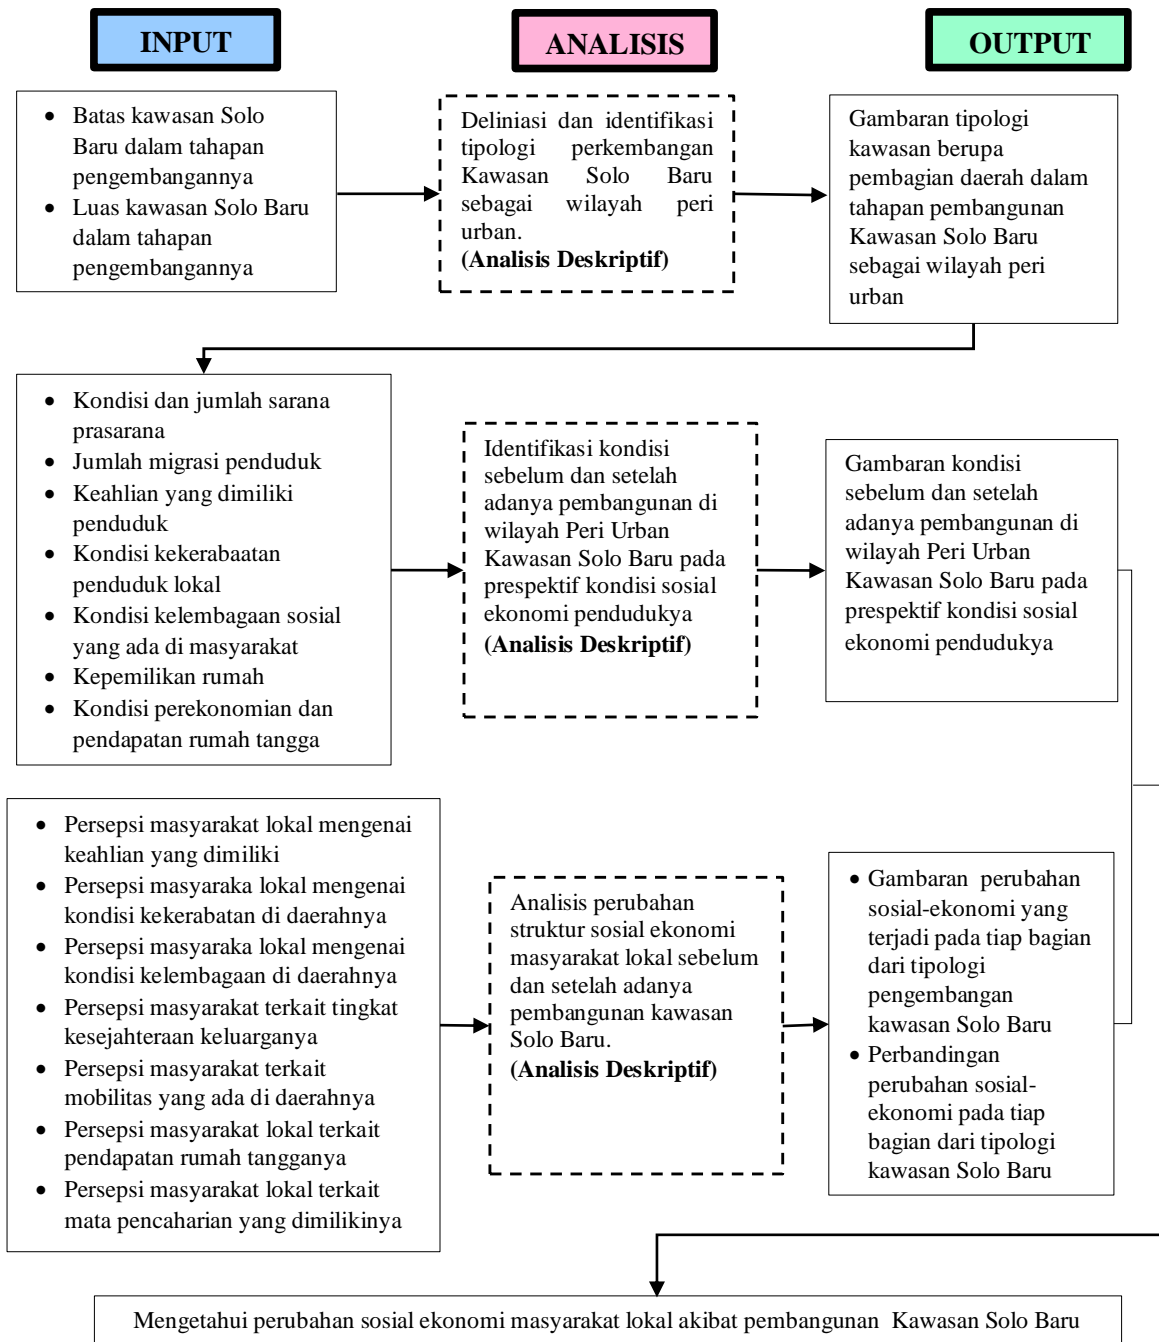 INPUT
ANALISIS
OUTPUT
• Batas kawasan Solo
Baru dalam tahapan
pengembangannya
• Luas kawasan Solo Baru
dalam tahapan
pengembangannya
Deliniasi dan identifikasi
tipologi perkembangan
Kawasan Solo Baru
sebagai wilayah peri
urban.
(Analisis Deskriptif)
Gambaran tipologi
kawasan berupa
pembagian daerah dalam
tahapan pembangunan
Kawasan Solo Baru
sebagai wilayah peri
urban
• Kondisi dan jumlah sarana
prasarana
• Jumlah migrasi penduduk
• Keahlian yang dimiliki
penduduk
• Kondisi kekerabaatan
penduduk lokal
• Kondisi kelembagaan sosial
yang ada di masyarakat
• Kepemilikan rumah
• Kondisi perekonomian dan
pendapatan rumah tangga
Identifikasi kondisi
sebelum dan setelah
adanya pembangunan di
wilayah Peri Urban
Kawasan Solo Baru pada
prespektif kondisi sosial
ekonomi pendudukya
(Analisis Deskriptif)
Gambaran kondisi
sebelum dan setelah
adanya pembangunan di
wilayah Peri Urban
Kawasan Solo Baru pada
prespektif kondisi sosial
ekonomi pendudukya
• Persepsi masyarakat lokal mengenai
keahlian yang dimiliki
• Persepsi masyaraka lokal mengenai
kondisi kekerabatan di daerahnya
• Persepsi masyaraka lokal mengenai
kondisi kelembagaan di daerahnya
• Persepsi masyarakat terkait tingkat
kesejahteraan keluarganya
• Persepsi masyarakat terkait
mobilitas yang ada di daerahnya
• Persepsi masyarakat lokal terkait
pendapatan rumah tangganya
• Persepsi masyarakat lokal terkait
mata pencaharian yang dimilikinya
Analisis perubahan
struktur sosial ekonomi
masyarakat lokal sebelum
dan setelah adanya
pembangunan kawasan
Solo Baru.
(Analisis Deskriptif)
• Gambaran perubahan
sosial-ekonomi yang
terjadi pada tiap bagian
dari tipologi
pengembangan
kawasan Solo Baru
• Perbandingan
perubahan sosial-
ekonomi pada tiap
bagian dari tipologi
kawasan Solo Baru
Mengetahui perubahan sosial ekonomi masyarakat lokal akibat pembangunan Kawasan Solo Baru